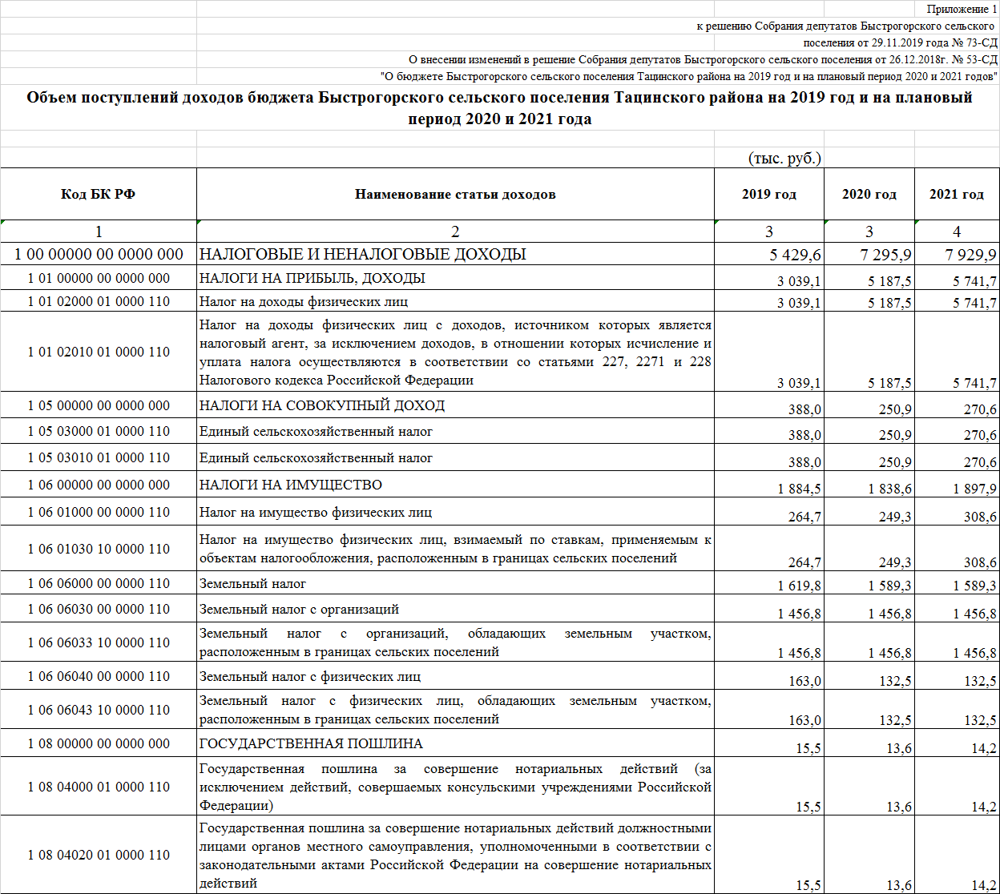 Приложение 1
к решению Собрания депутатов Быстрогорского сельского
поселения от 29.11.2019 года № 73-СД
О внесении изменений в решение Собрания депутатов Быстрогорского сельского поселения от 26.12.2018г. № 53-СД
"О бюджете Быстрогорского сельского поселения Тацинского района на 2019 год и на плановый период 2020 и 2021 годов"
Объем поступлений доходов бюджета Быстрогорского сельского поселения Тацинского района на 2019 год и на плановый
период 2020 и 2021 года
(тыс. руб.)
Код БК РФ Наименование статьи доходов 2019 год 2020 год 2021 год
1 2 3 3 4
1 00 00000 00 0000 000 НАЛОГОВЫЕ И НЕНАЛОГОВЫЕ ДОХОДЫ 5 429,6 7 295,9 7 929,9
1 01 00000 00 0000 000 НАЛОГИ НА ПРИБЫЛЬ, ДОХОДЫ 3 039,1 5 187,5 5 741,7
1 01 02000 01 0000 110 Налог на доходы физических лиц 3 039,1 5 187,5 5 741,7
1 01 02010 01 0000 110
Налог на доходы физических лиц с доходов, источником которых является
налоговый агент, за исключением доходов, в отношении которых исчисление и
уплата налога осуществляются в соответствии со статьями 227, 2271 и 228
Налогового кодекса Российской Федерации
3 039,1 5 187,5 5 741,7
1 05 00000 00 0000 000 НАЛОГИ НА СОВОКУПНЫЙ ДОХОД 388,0 250,9 270,6
1 05 03000 01 0000 110 Единый сельскохозяйственный налог 388,0 250,9 270,6
1 05 03010 01 0000 110 Единый сельскохозяйственный налог 388,0 250,9 270,6
1 06 00000 00 0000 000 НАЛОГИ НА ИМУЩЕСТВО 1 884,5 1 838,6 1 897,9
1 06 01000 00 0000 110 Налог на имущество физических лиц 264,7 249,3 308,6
1 06 01030 10 0000 110
Налог на имущество физических лиц, взимаемый по ставкам, применяемым к
объектам налогообложения, расположенным в границах сельских поселений
264,7 249,3 308,6
1 06 06000 00 0000 110 Земельный налог 1 619,8 1 589,3 1 589,3
1 06 06030 00 0000 110 Земельный налог с организаций 1 456,8 1 456,8 1 456,8
1 06 06033 10 0000 110
Земельный налог с организаций, обладающих земельным участком,
расположенным в границах сельских поселений
1 456,8 1 456,8 1 456,8
1 06 06040 00 0000 110 Земельный налог с физических лиц 163,0 132,5 132,5
1 06 06043 10 0000 110
Земельный налог с физических лиц, обладающих земельным участком,
расположенным в границах сельских поселений
163,0 132,5 132,5
1 08 00000 00 0000 000 ГОСУДАРСТВЕННАЯ ПОШЛИНА 15,5 13,6 14,2
1 08 04000 01 0000 110
Государственная пошлина за совершение нотариальных действий (за
исключением действий, совершаемых консульскими учреждениями Российской
Федерации)
15,5 13,6 14,2
1 08 04020 01 0000 110
Государственная пошлина за совершение нотариальных действий должностными
лицами органов местного самоуправления, уполномоченными в соответствии с
законодательными актами Российской Федерации на совершение нотариальных
действий
15,5 13,6 14,2